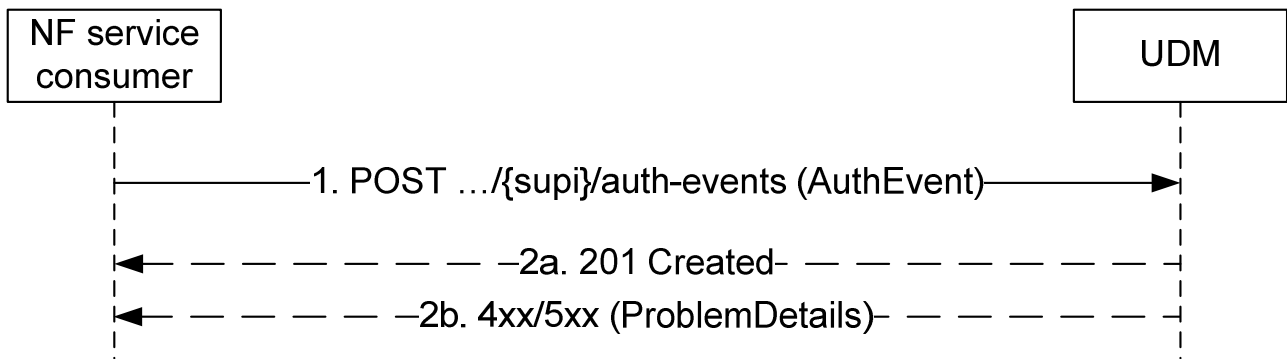 NF service
consumer
UDM
1. POST …/{supi}/auth-events (AuthEvent)
2a. 201 Created
2b. 4xx/5xx (ProblemDetails)